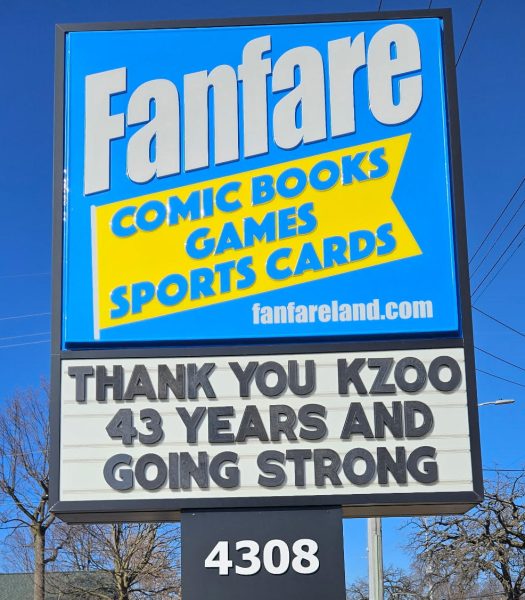 Fanfare
COMIC BOOKS
GAMES
SPORTS CARDS
fanfareland.com
THANK YOU KZOO
43 YEARS AND
GOING STRONG
4308